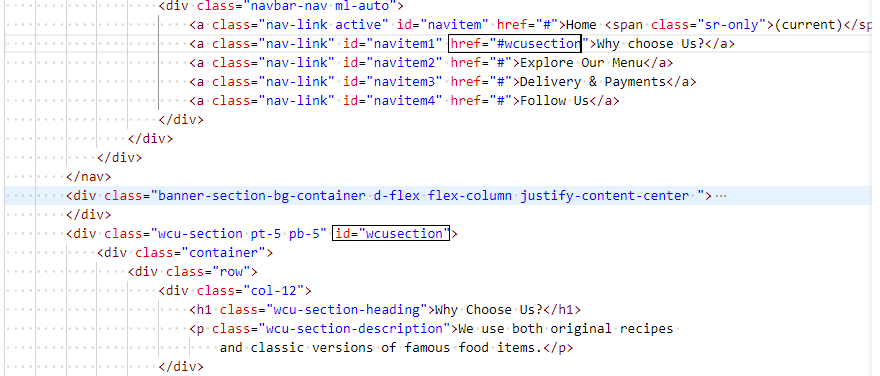 <div class="navbar-nav ml-auto">
<a class="nav-link active" id="navitem" href="#">Home <span class="sr-only">(current)</sp
<a class="nav-link" id="navitem1" href="#wcusection">Why choose Us?</a>
<a class="nav-link" id="navitem2" href="#">Explore Our Menu</a>
<a class="nav-link" id="navitem3" href="#">Delivery & Payments</a>
<a class="nav-link" id="navitem4" href="#">Follow Us</a>
</div>
</div>
</div>
</nav>
<div class="banner-section-bg-container d-flex flex-column justify-content-center ">…
</div>
<div class="wcu-section pt-5 pb-5" id="wcusection">
<div class="container">
<div class="row">
<div class="col-12">
<h1 class="wcu-section-heading">Why Choose Us?</h1>
<p class="wcu-section-description">We use both original recipes
and classic versions of famous food items.</p>
</div>